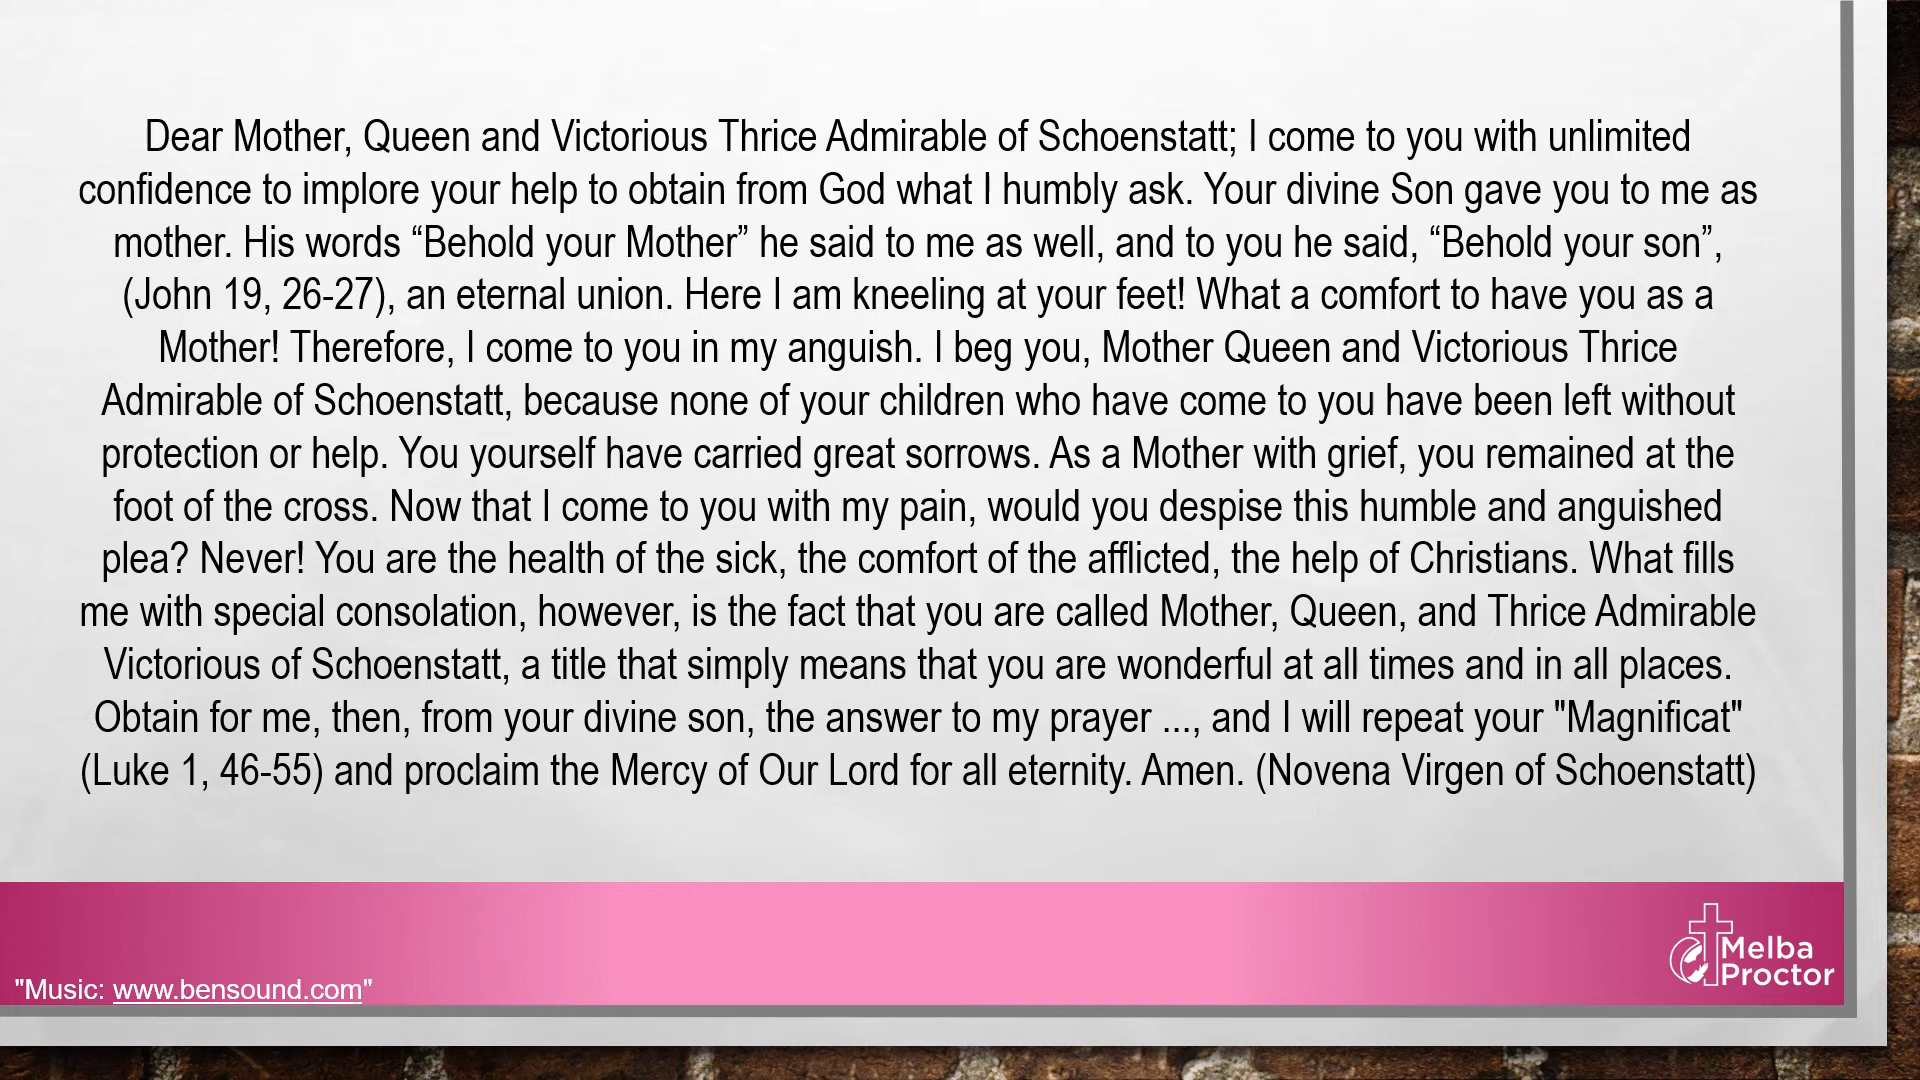 Dear Mother, Queen and Victorious Thrice Admirable of Schoenstatt; I come to you with unlimited
confidence to implore your help to obtain from God what I humbly ask. Your divine Son gave you to me as
mother. His words “Behold your Mother” he said to me as well, and to you he said, “Behold your son”,
(John 19, 26-27), an eternal union. Here I am kneeling at your feet! What a comfort to have you as a
Mother! Therefore, I come to you in my anguish. I beg you, Mother Queen and Victorious Thrice
Admirable of Schoenstatt, because none of your children who have come to you have been left without
protection or help. You yourself have carried great sorrows. As a Mother with grief, you remained at the
foot of the cross. Now that I come to you with my pain, would you despise this humble and anguished
plea? Never! You are the health of the sick, the comfort of the afflicted, the help of Christians. What fills
me with special consolation, however, is the fact that you are called Mother, Queen, and Thrice Admirable
Victorious of Schoenstatt, a title that simply means that you are wonderful at all times and in all places.
Obtain for me, then, from your divine son, the answer to my prayer ..., and I will repeat your "Magnificat"
(Luke 1, 46-55) and proclaim the Mercy of Our Lord for all eternity. Amen. (Novena Virgen of Schoenstatt)
Melba
Proctor
"Music: www.bensound.com"